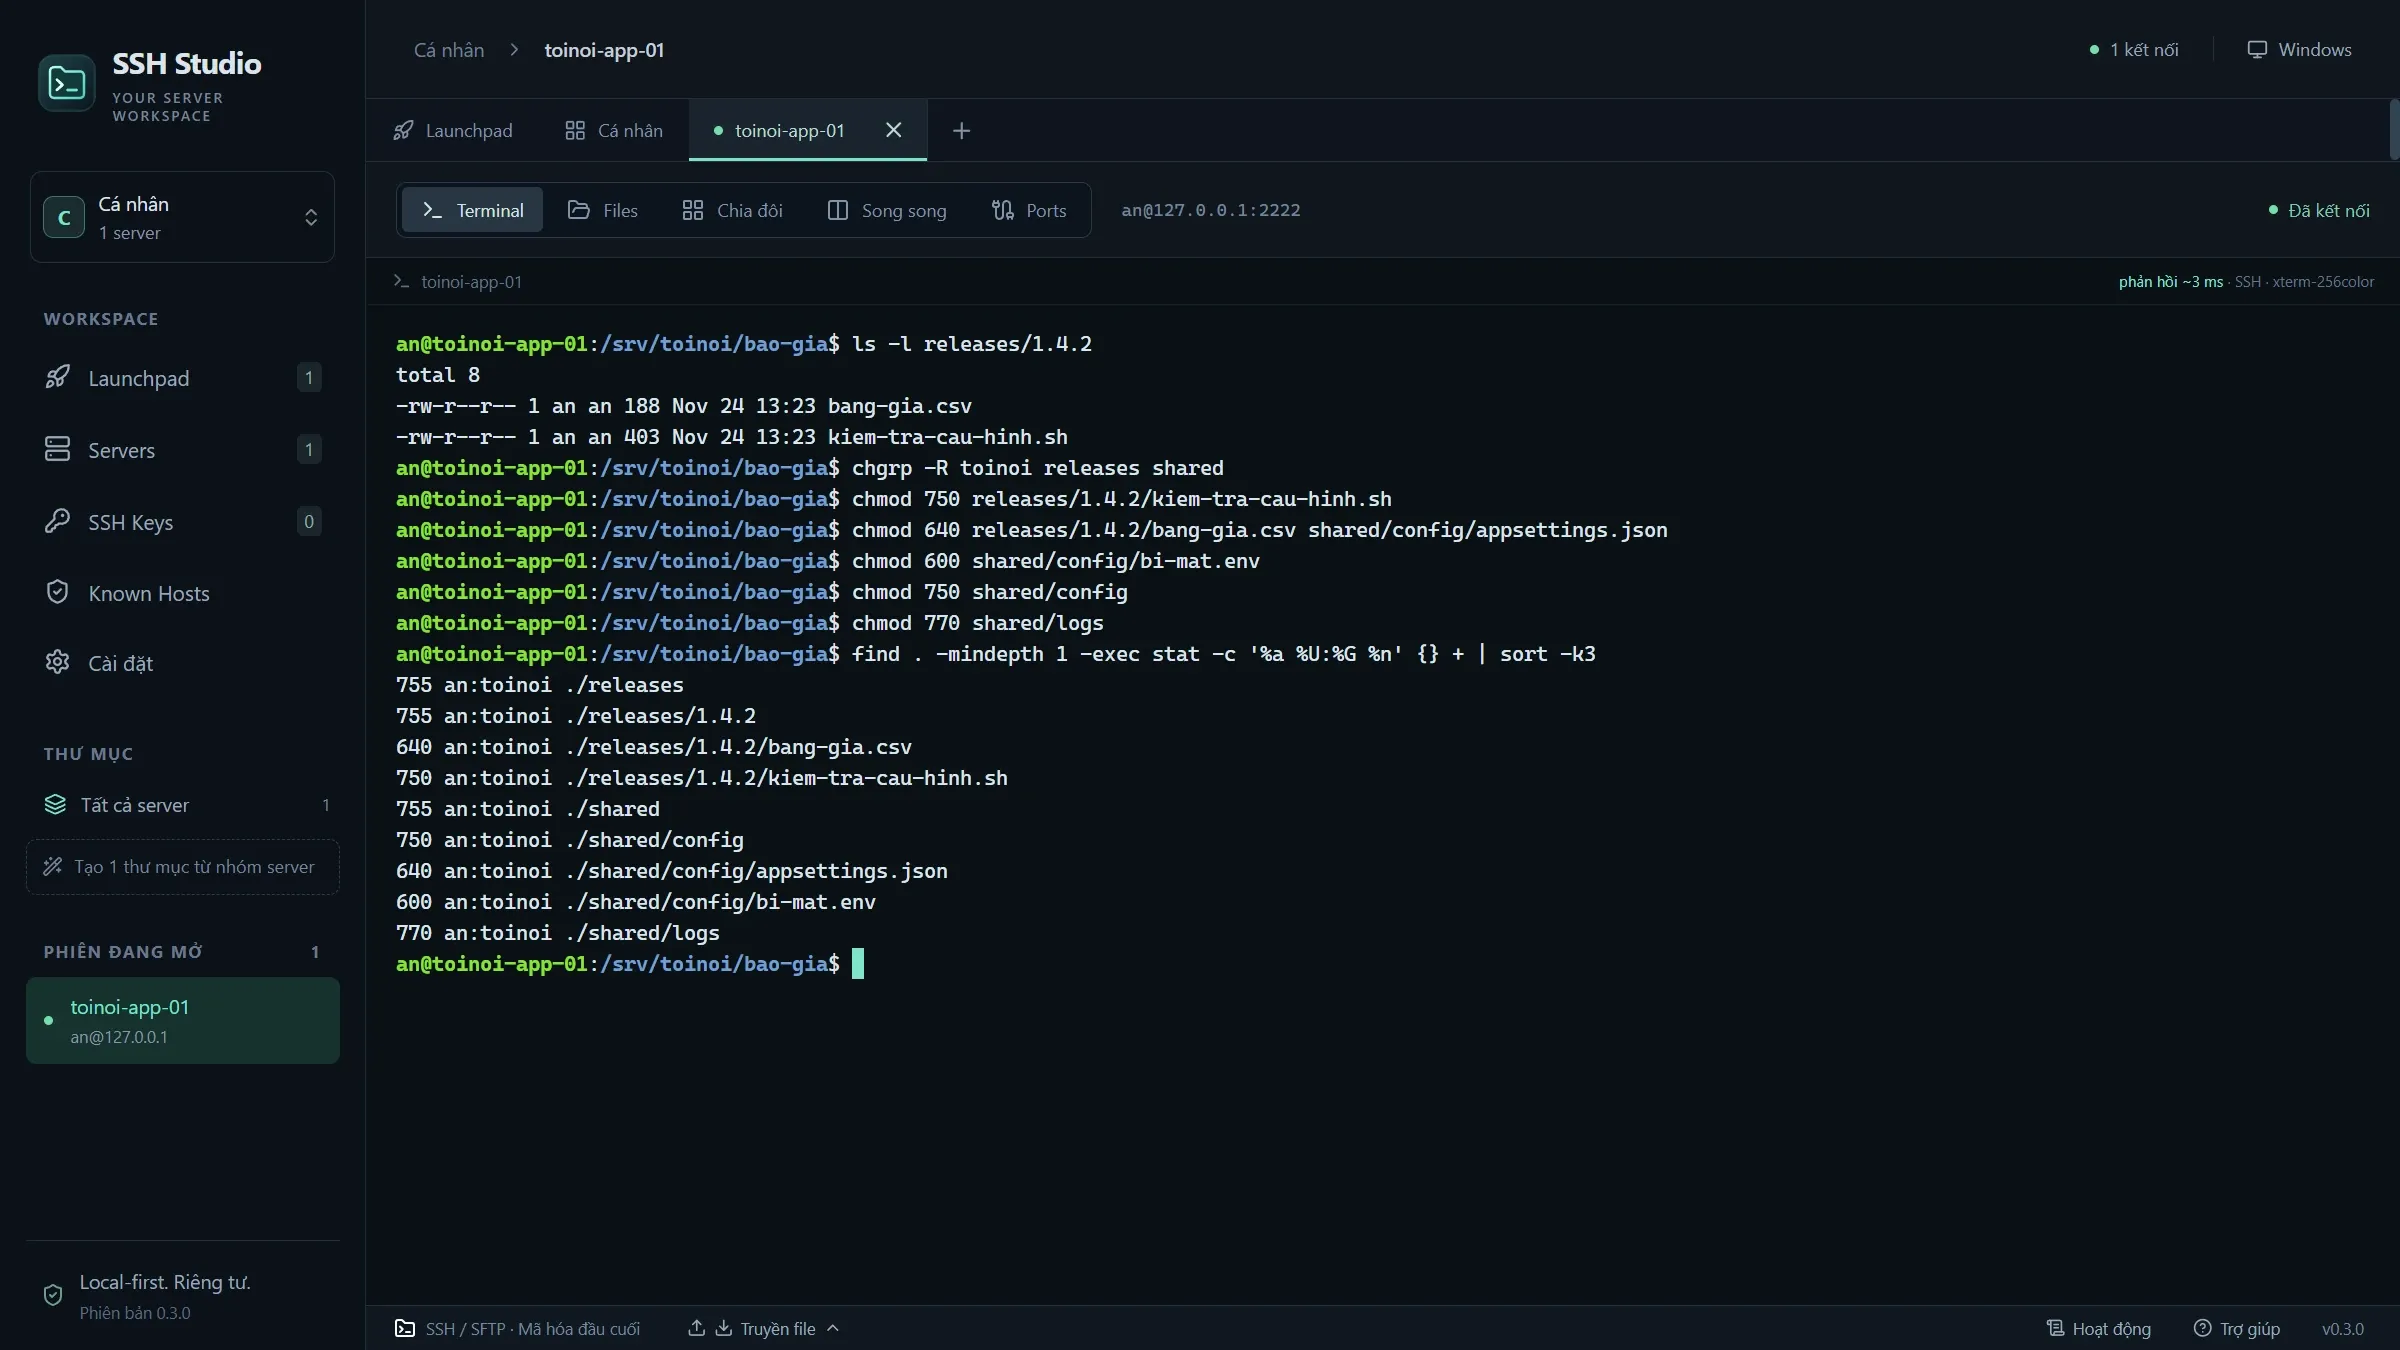 SSH Studio
YOUR SERVER
WORKSPACE
C
Cá nhân
1 server
WORKSPACE
Launchpad 1
Servers 1
SSH Keys 0
Known Hosts
Cài đặt
THƯ MỤC
Tất cả server 1
Tạo 1 thư mục từ nhóm server
PHIÊN ĐANG MỞ 1
toinoi-app-01
an@127.0.0.1
Local-first. Riêng tư.
Phiên bản 0.3.0
Cá nhân > toinoi-app-01
1 kết nối
Windows
Launchpad
Cá nhân
toinoi-app-01
Terminal
Files
Chia đôi
Song song
Ports
an@127.0.0.1:2222
Đã kết nối
toinoi-app-01
phản hồi ~3 ms · SSH · xterm-256color
an@toinoi-app-01:/srv/toinoi/bao-gia$ ls -l releases/1.4.2
total 8
-rw-r--r-- 1 an an 188 Nov 24 13:23 bang-gia.csv
-rw-r--r-- 1 an an 403 Nov 24 13:23 kiem-tra-cau-hinh.sh
an@toinoi-app-01:/srv/toinoi/bao-gia$ chgrp -R toinoi releases shared
an@toinoi-app-01:/srv/toinoi/bao-gia$ chmod 750 releases/1.4.2/kiem-tra-cau-hinh.sh
an@toinoi-app-01:/srv/toinoi/bao-gia$ chmod 640 releases/1.4.2/bang-gia.csv shared/config/appsettings.json
an@toinoi-app-01:/srv/toinoi/bao-gia$ chmod 600 shared/config/bi-mat.env
an@toinoi-app-01:/srv/toinoi/bao-gia$ chmod 750 shared/config
an@toinoi-app-01:/srv/toinoi/bao-gia$ chmod 770 shared/logs
an@toinoi-app-01:/srv/toinoi/bao-gia$ find . -mindepth 1 -exec stat -c '%a %U:%G %n' {} + | sort -k3
755 an:toinoi ./releases
755 an:toinoi ./releases/1.4.2
640 an:toinoi ./releases/1.4.2/bang-gia.csv
750 an:toinoi ./releases/1.4.2/kiem-tra-cau-hinh.sh
755 an:toinoi ./shared
750 an:toinoi ./shared/config
640 an:toinoi ./shared/config/appsettings.json
600 an:toinoi ./shared/config/bi-mat.env
770 an:toinoi ./shared/logs
an@toinoi-app-01:/srv/toinoi/bao-gia$
SSH / SFTP · Mã hóa đầu cuối
Truyền file
Hoạt động
Trợ giúp
v0.3.0